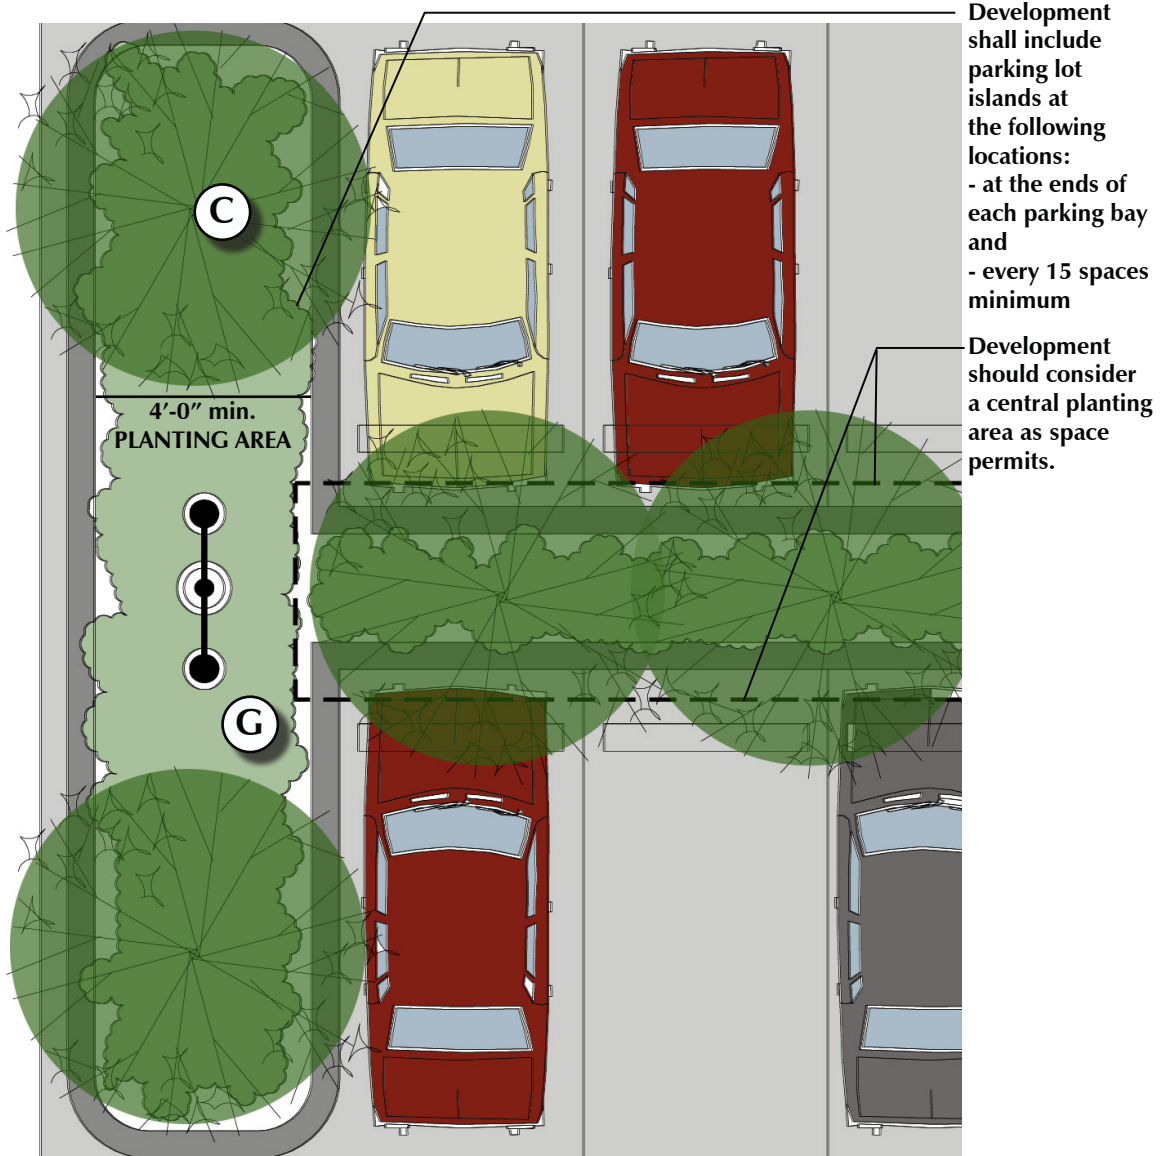 Development
shall include
parking lot
islands at
the following
locations:
- at the ends of
each parking bay
and
- every 15 spaces
minimum
Development
should consider
a central planting
area as space
permits.
C
4’-0” min.
PLANTING AREA
G